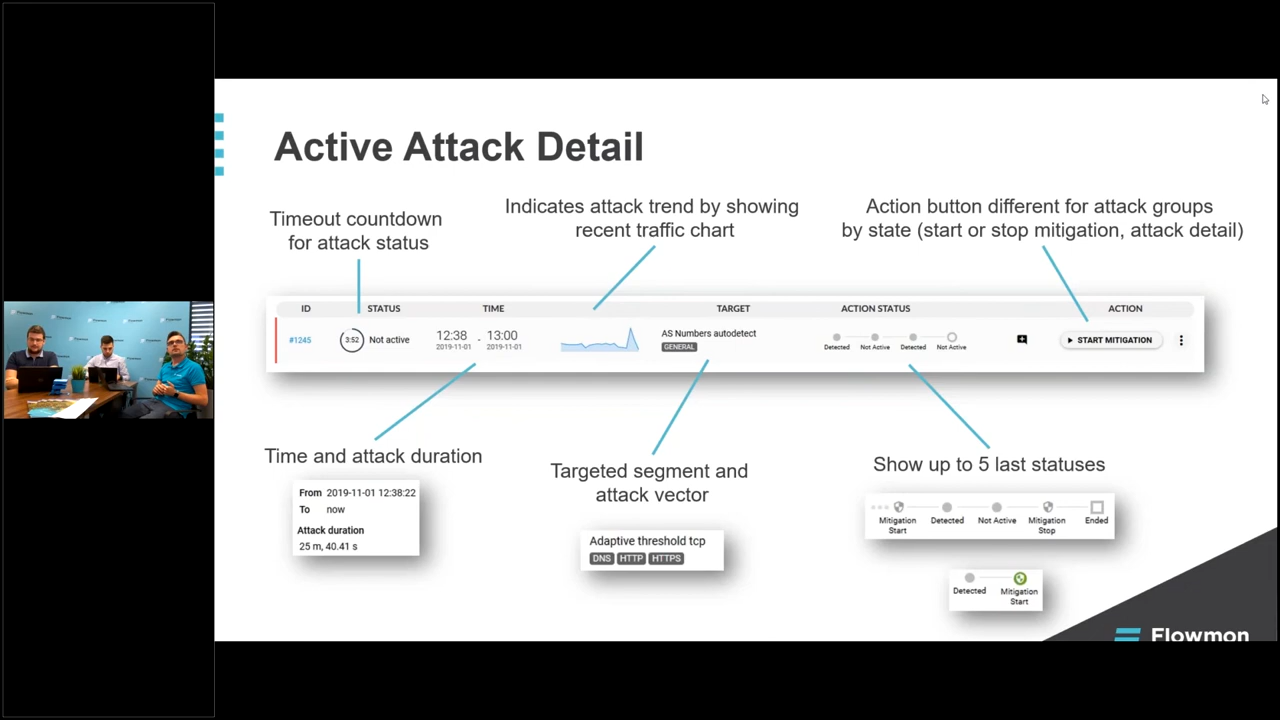 Active Attack Detail
Timeout countdown
for attack status
Indicates attack trend by showing
recent traffic chart
Action button different for attack groups
by state (start or stop mitigation, attack detail)
ID STATUS TIME TARGET ACTION STATUS ACTION
#1245 3:52 Not active 12:38 - 13:00 AS Numbers autodetect START MITIGATION
2019-11-01 2019-11-01 GENERAL Detected Not Active Detected Not Active
Time and attack duration
From 2019-11-01 12:38:22
To now
Attack duration
25 m, 40.41 s
Targeted segment and
attack vector
Adaptive threshold tcp
DNS HTTP HTTPS
Show up to 5 last statuses
Mitigation Detected Not Active Mitigation Ended
Start Stop
Detected Mitigation
Start
Flowmon